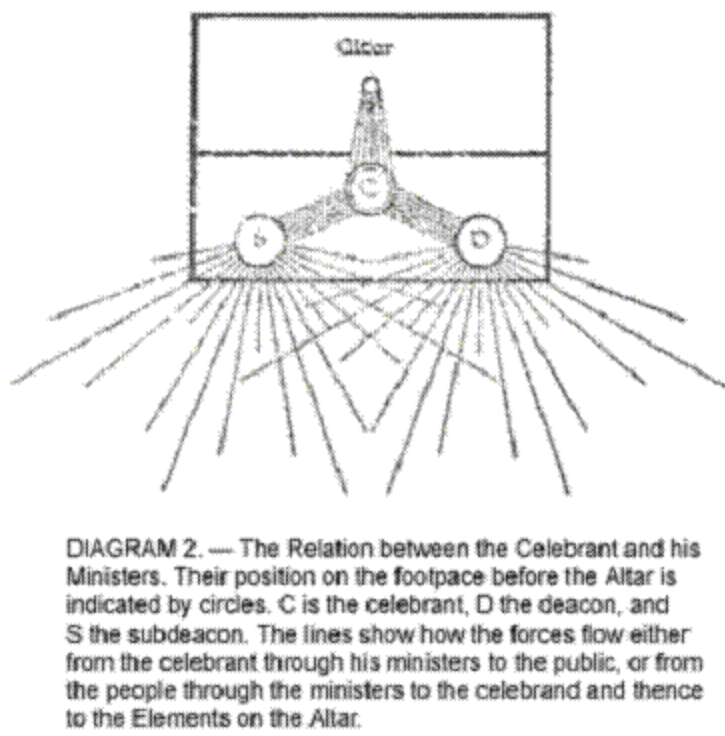 Altar
C
S
D
DIAGRAM 2. — The Relation between the Celebrant and his
Ministers. Their position on the footpace before the Altar is
indicated by circles. C is the celebrant, D the deacon, and
S the subdeacon. The lines show how the forces flow either
from the celebrant through his ministers to the public, or from
the people through the ministers to the celebrand and thence
to the Elements on the Altar.